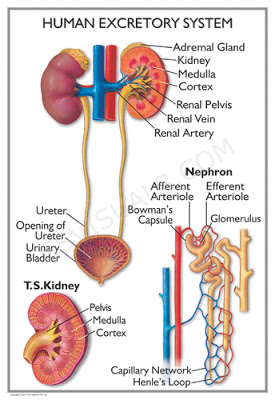 HUMAN EXCRETORY SYSTEM
Adremal Gland
Kidney
Medulla
Cortex
Renal Pelvis
Renal Vein
Renal Artery
Nephron
Afferent
Arteriole
Efferent
Arteriole
Bowman's
Capsule
Glomerulus
Ureter
Opening of
Ureter
Urinary
Bladder
T.S.Kidney
Pelvis
Medulla
Cortex
Capillary Network
Henle's Loop